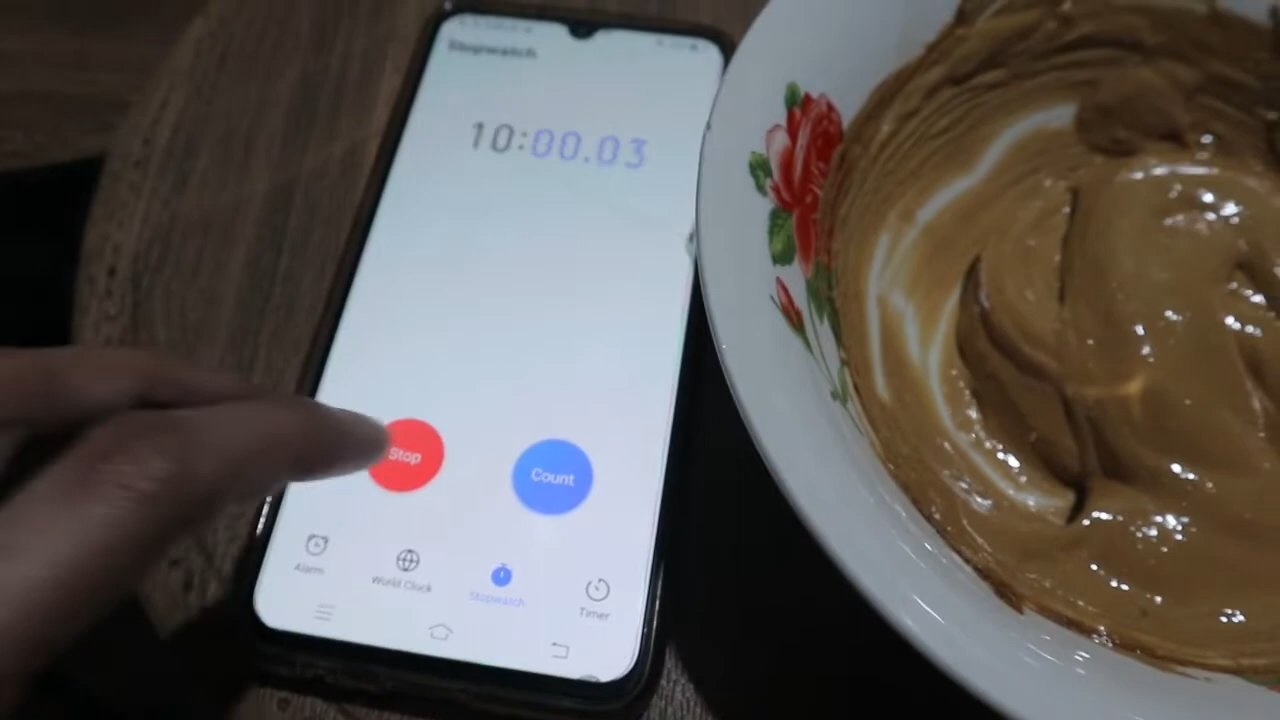 Stopwatch
10:00.03
Stop
Count
Alarm
World Clock
Stopwatch
Timer